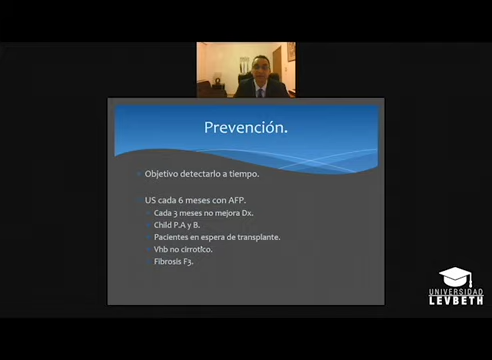 Prevención.
Objetivo detectarlo a tiempo.
US cada 6 meses con AFP.
Cada 3 meses no mejora Dx.
Child P.A y B.
Pacientes en espera de transplante.
Vhb no cirrotico.
Fibrosis F3.
UNIVERSIDAD
LEVBETH